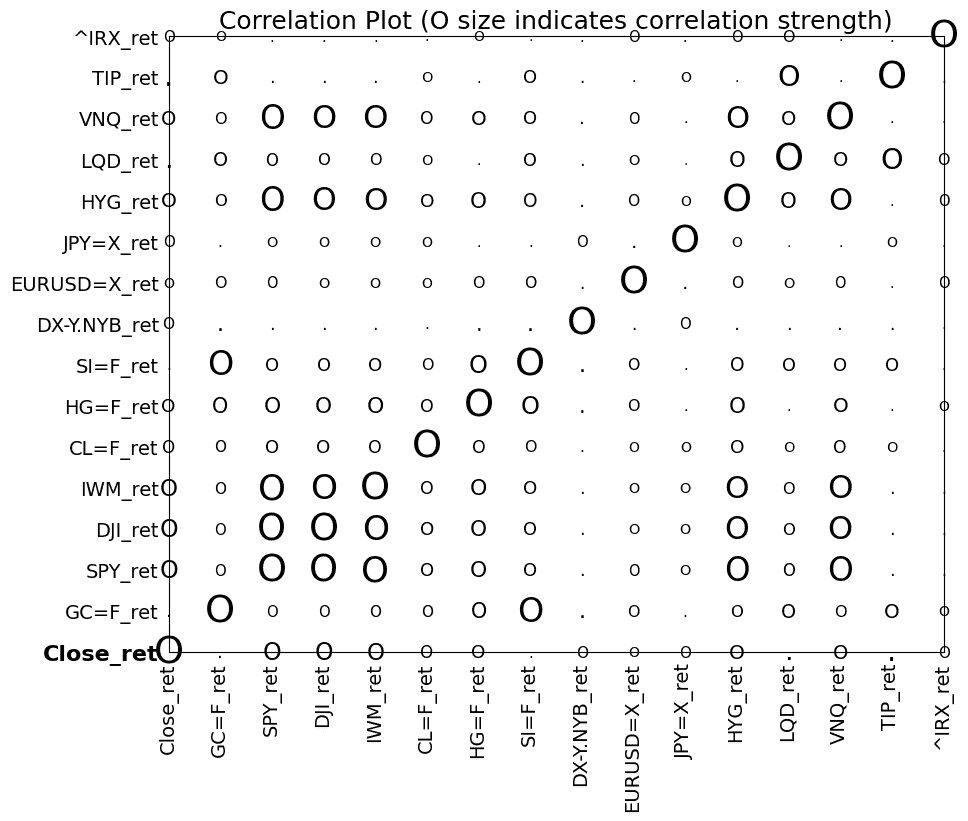 Correlation Plot (O size indicates correlation strength)
^IRX_ret
TIP_ret
VNQ_ret
LQD_ret
HYG_ret
JPY=X_ret
EURUSD=X_ret
DX-Y.NYB_ret
SI=F_ret
HG=F_ret
CL=F_ret
IWM_ret
DJI_ret
SPY_ret
GC=F_ret
Close_ret
Close_ret
GC=F_ret
SPY_ret
DJI_ret
IWM_ret
CL=F_ret
HG=F_ret
SI=F_ret
DX-Y.NYB_ret
EURUSD=X_ret
JPY=X_ret
HYG_ret
LQD_ret
VNQ_ret
TIP_ret
^IRX_ret